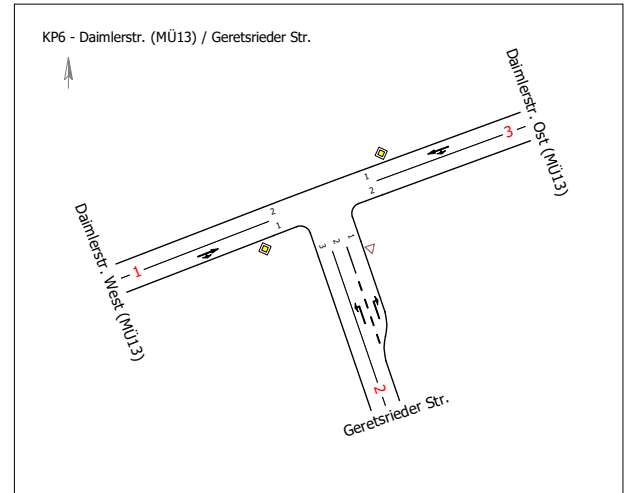 KP6 - Daimlerstr. (MÜ13) / Geretsrieder Str.
Daimlerstr. Ost (MÜ13)
3
1
2
Daimlerstr. West (MÜ13)
1
2
1
3
2
1
2
Geretsrieder Str.